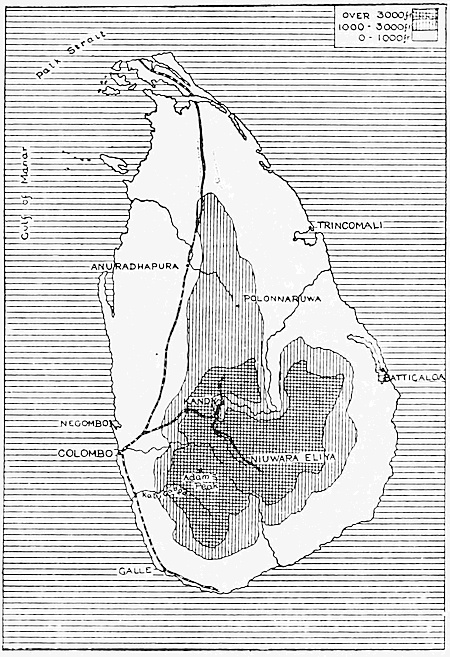 OVER 3000ft
1000 - 3000ft
0 - 1000ft
Palk Strait
Gulf of Manar
TRINCOMALI
ANURADHAPURA
POLONNARUWA
BATTICALOA
KANDY
NEGOMBO
COLOMBO
NIUWARA ELIYA
Adam's
Peak
GALLE